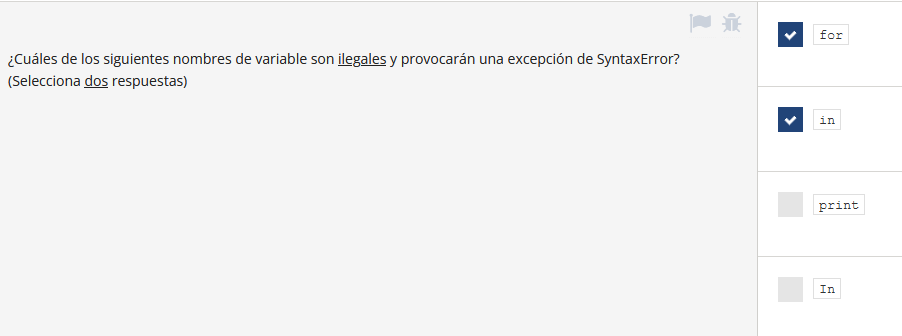 ¿Cuáles de los siguientes nombres de variable son ilegales y provocarán una excepción de SyntaxError?
(Selecciona dos respuestas)
for
in
print
In